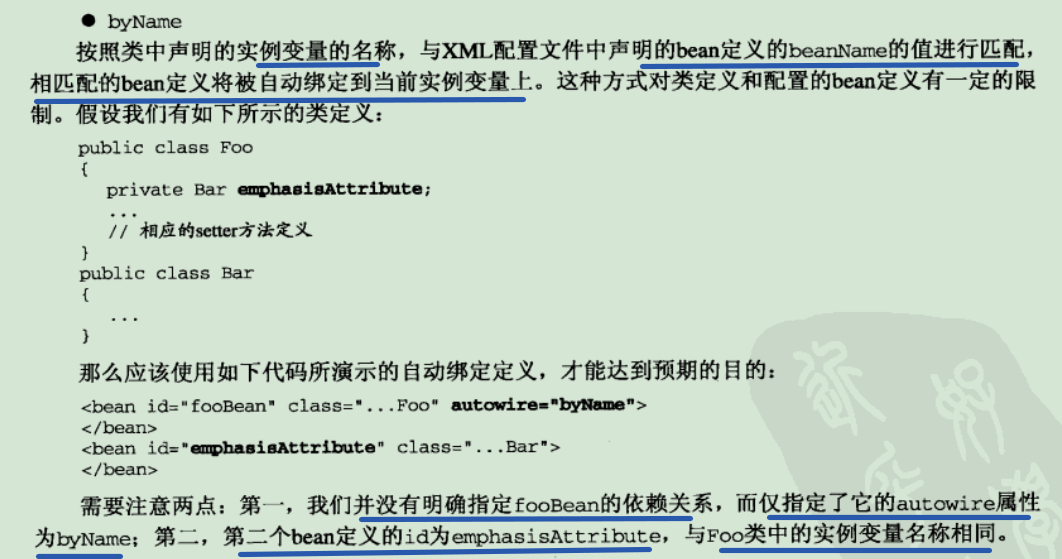 ● byName
按照类中声明的实例变量的名称，与XML配置文件中声明的bean定义的beanName的值进行匹配，
相匹配的bean定义将被自动绑定到当前实例变量上。这种方式对类定义和配置的bean定义有一定的限
制。假设我们有如下所示的类定义：
public class Foo
{
private Bar emphasisAttribute;
...
// 相应的setter方法定义
}
public class Bar
{
...
}
那么应该使用如下代码所演示的自动绑定定义，才能达到预期的目的：
<bean id="fooBean" class="...Foo" autowire="byName">
</bean>
<bean id="emphasisAttribute" class="...Bar">
</bean>
需要注意两点：第一，我们并没有明确指定fooBean的依赖关系，而仅指定了它的autowire属性
为byName；第二，第二个bean定义的id为emphasisAttribute，与Foo类中的实例变量名称相同。